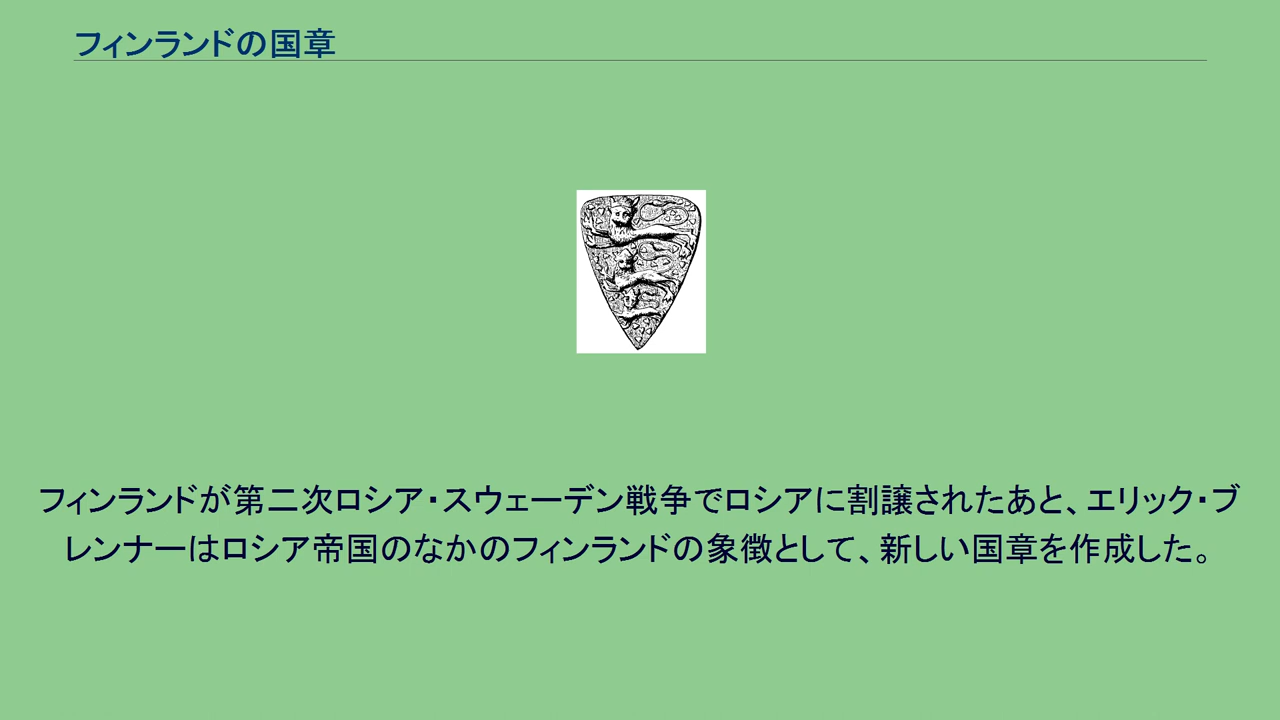 フィンランドの国章
フィンランドが第二次ロシア・スウェーデン戦争でロシアに割譲されたあと、エリック・ブ
レンナーはロシア帝国のなかのフィンランドの象徴として、新しい国章を作成した。